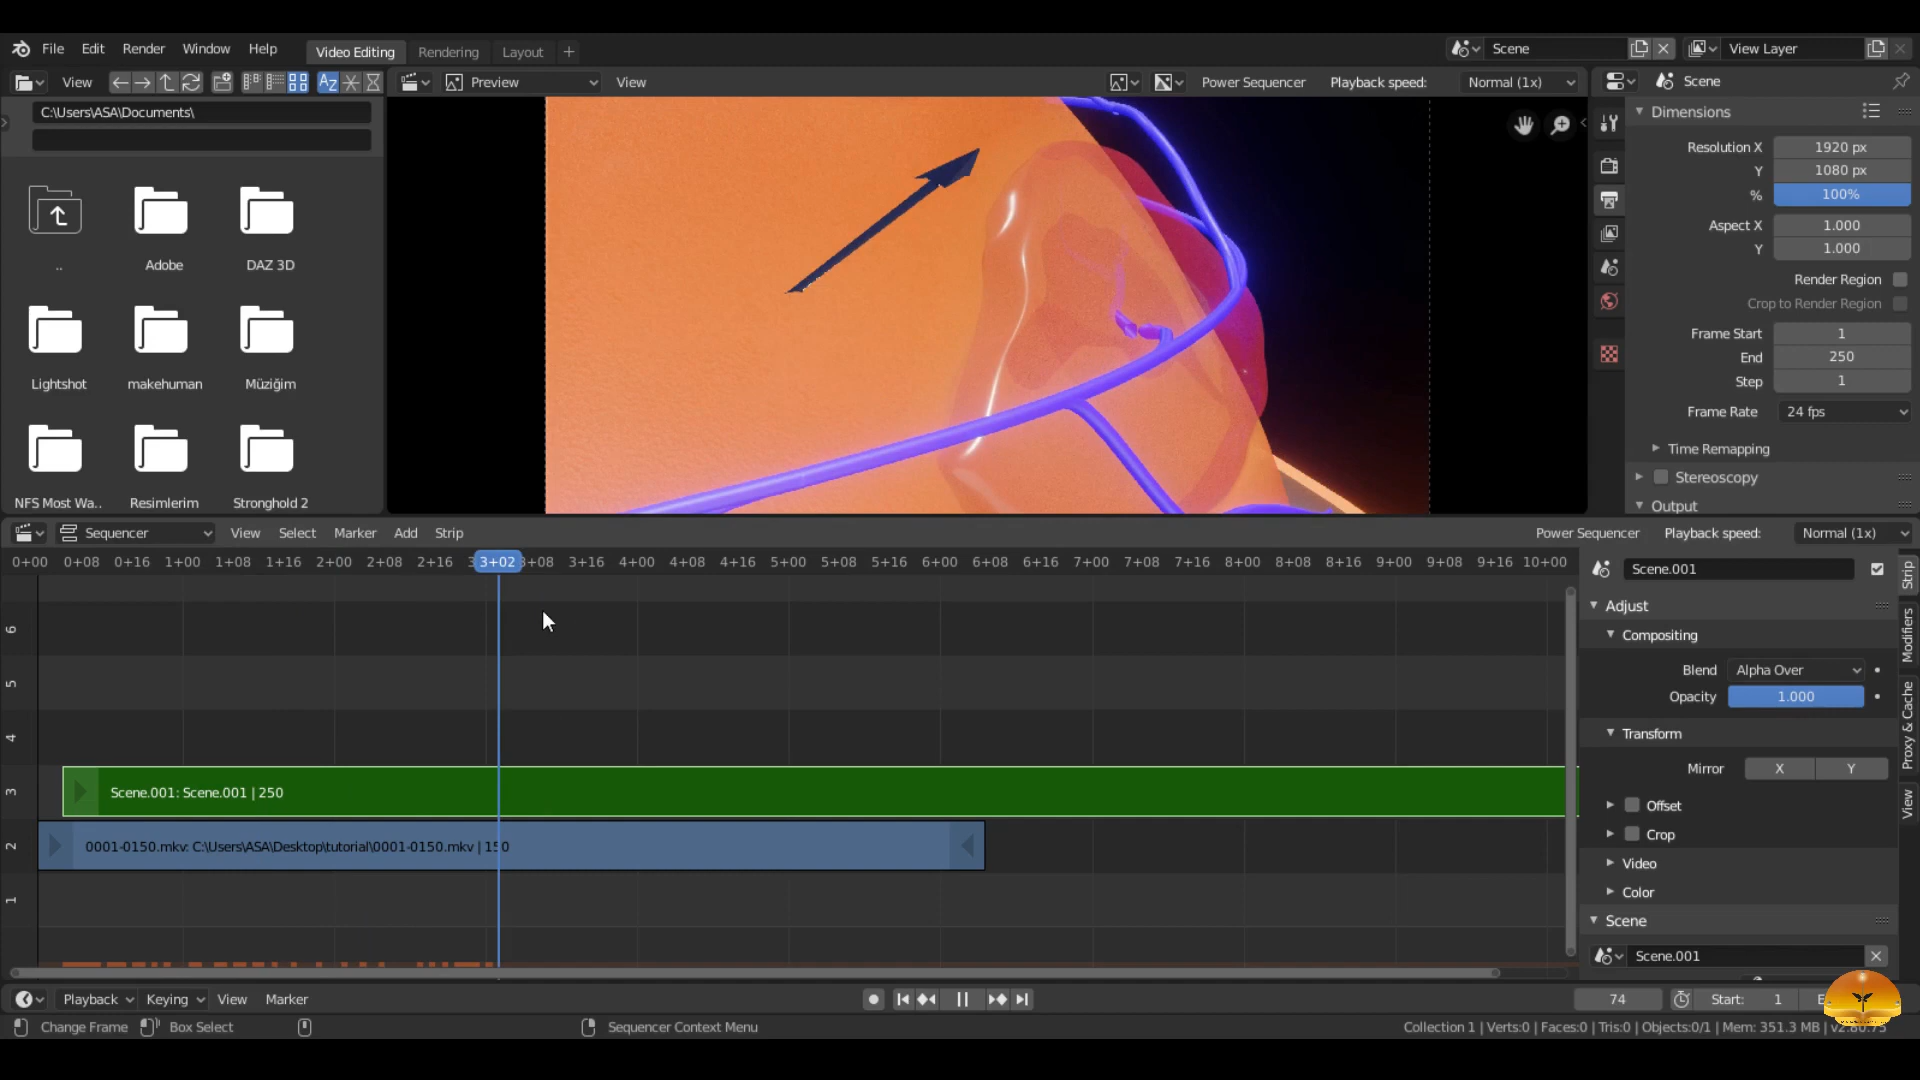 File Edit Render Window Help Video Editing Rendering Layout + Scene View Layer
View Preview View Power Sequencer Playback speed: Normal (1x) Scene
C:\Users\ASA\Documents\
.. Adobe DAZ 3D
Lightshot makehuman Müziğim
NFS Most Wa.. Resimlerim Stronghold 2
Dimensions
Resolution X 1920 px
Y 1080 px
% 100%
Aspect X 1.000
Y 1.000
Render Region
Crop to Render Region
Frame Start 1
End 250
Step 1
Frame Rate 24 fps
Time Remapping
Stereoscopy
Output
Sequencer View Select Marker Add Strip Power Sequencer Playback speed: Normal (1x)
0+00 0+08 0+16 1+00 1+08 1+16 2+00 2+08 2+16 3+02 3+08 3+16 4+00 4+08 4+16 5+00 5+08 5+16 6+00 6+08 6+16 7+00 7+08 7+16 8+00 8+08 8+16 9+00 9+08 9+16 10+00
6
5
4
3 Scene.001: Scene.001 | 250
2 0001-0150.mkv: C:\Users\ASA\Desktop\tutorial\0001-0150.mkv | 150
1
Scene.001
Adjust
Compositing
Blend Alpha Over
Opacity 1.000
Transform
Mirror X Y
Offset
Crop
Video
Color
Scene
Scene.001
Strip
Modifiers
Proxy & Cache
View
Playback Keying View Marker 74 Start: 1
Change Frame Box Select Sequencer Context Menu Collection 1 | Verts:0 | Faces:0 | Tris:0 | Objects:0/1 | Mem: 351.3 MB | v2.80.75